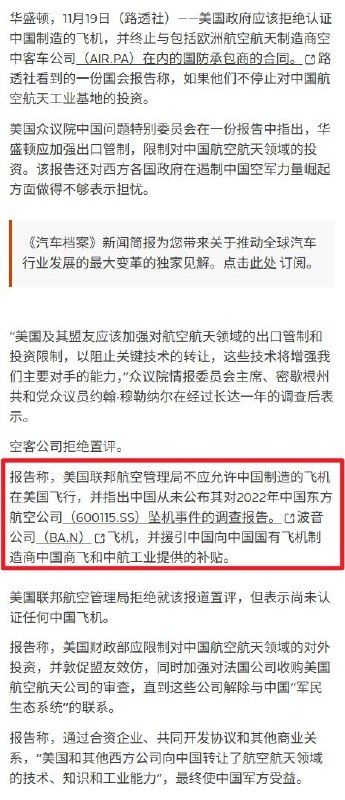 华盛顿，11月19日（路透社）——美国政府应该拒绝认证
中国制造的飞机，并终止与包括欧洲航空航天制造商空
中客车公司（AIR.PA）在内的国防承包商的合同。路
透社看到的一份国会报告称，如果他们不停止对中国航
空航天工业基地的投资。
美国众议院中国问题特别委员会在一份报告中指出，华
盛顿应加强出口管制，限制对中国航空航天领域的投
资。该报告还对西方各国政府在遏制中国空军力量崛起
方面做得不够表示担忧。
《汽车档案》新闻简报为您带来关于推动全球汽车
行业发展的最大变革的独家见解。点击此处 订阅。
“美国及其盟友应该加强对航空航天领域的出口管制和
投资限制，以阻止关键技术的转让，这些技术将增强我
们主要对手的能力，”众议院情报委员会主席、密歇根州
共和党众议员约翰·穆勒纳尔在经过长达一年的调查后表
示。
空客公司拒绝置评。
报告称，美国联邦航空管理局不应允许中国制造的飞机
在美国飞行，并指出中国从未公布其对2022年中国东方
航空公司（600115.SS）坠机事件的调查报告。波音
公司（BA.N）飞机，并援引中国向中国国有飞机制
造商中国商飞和中航工业提供的补贴。
美国联邦航空管理局拒绝就该报道置评，但表示尚未认
证任何中国飞机。
报告称，美国财政部应限制对中国航空航天领域的对外
投资，并敦促盟友效仿，同时加强对法国公司收购美国
航空航天公司的审查，直到这些公司解除与中国“军民
生态系统”的联系。
报告称，通过合资企业、共同开发协议和其他商业关
系，“美国和其他西方公司向中国转让了航空航天领域
的技术、知识和工业能力”，最终使中国军方受益。